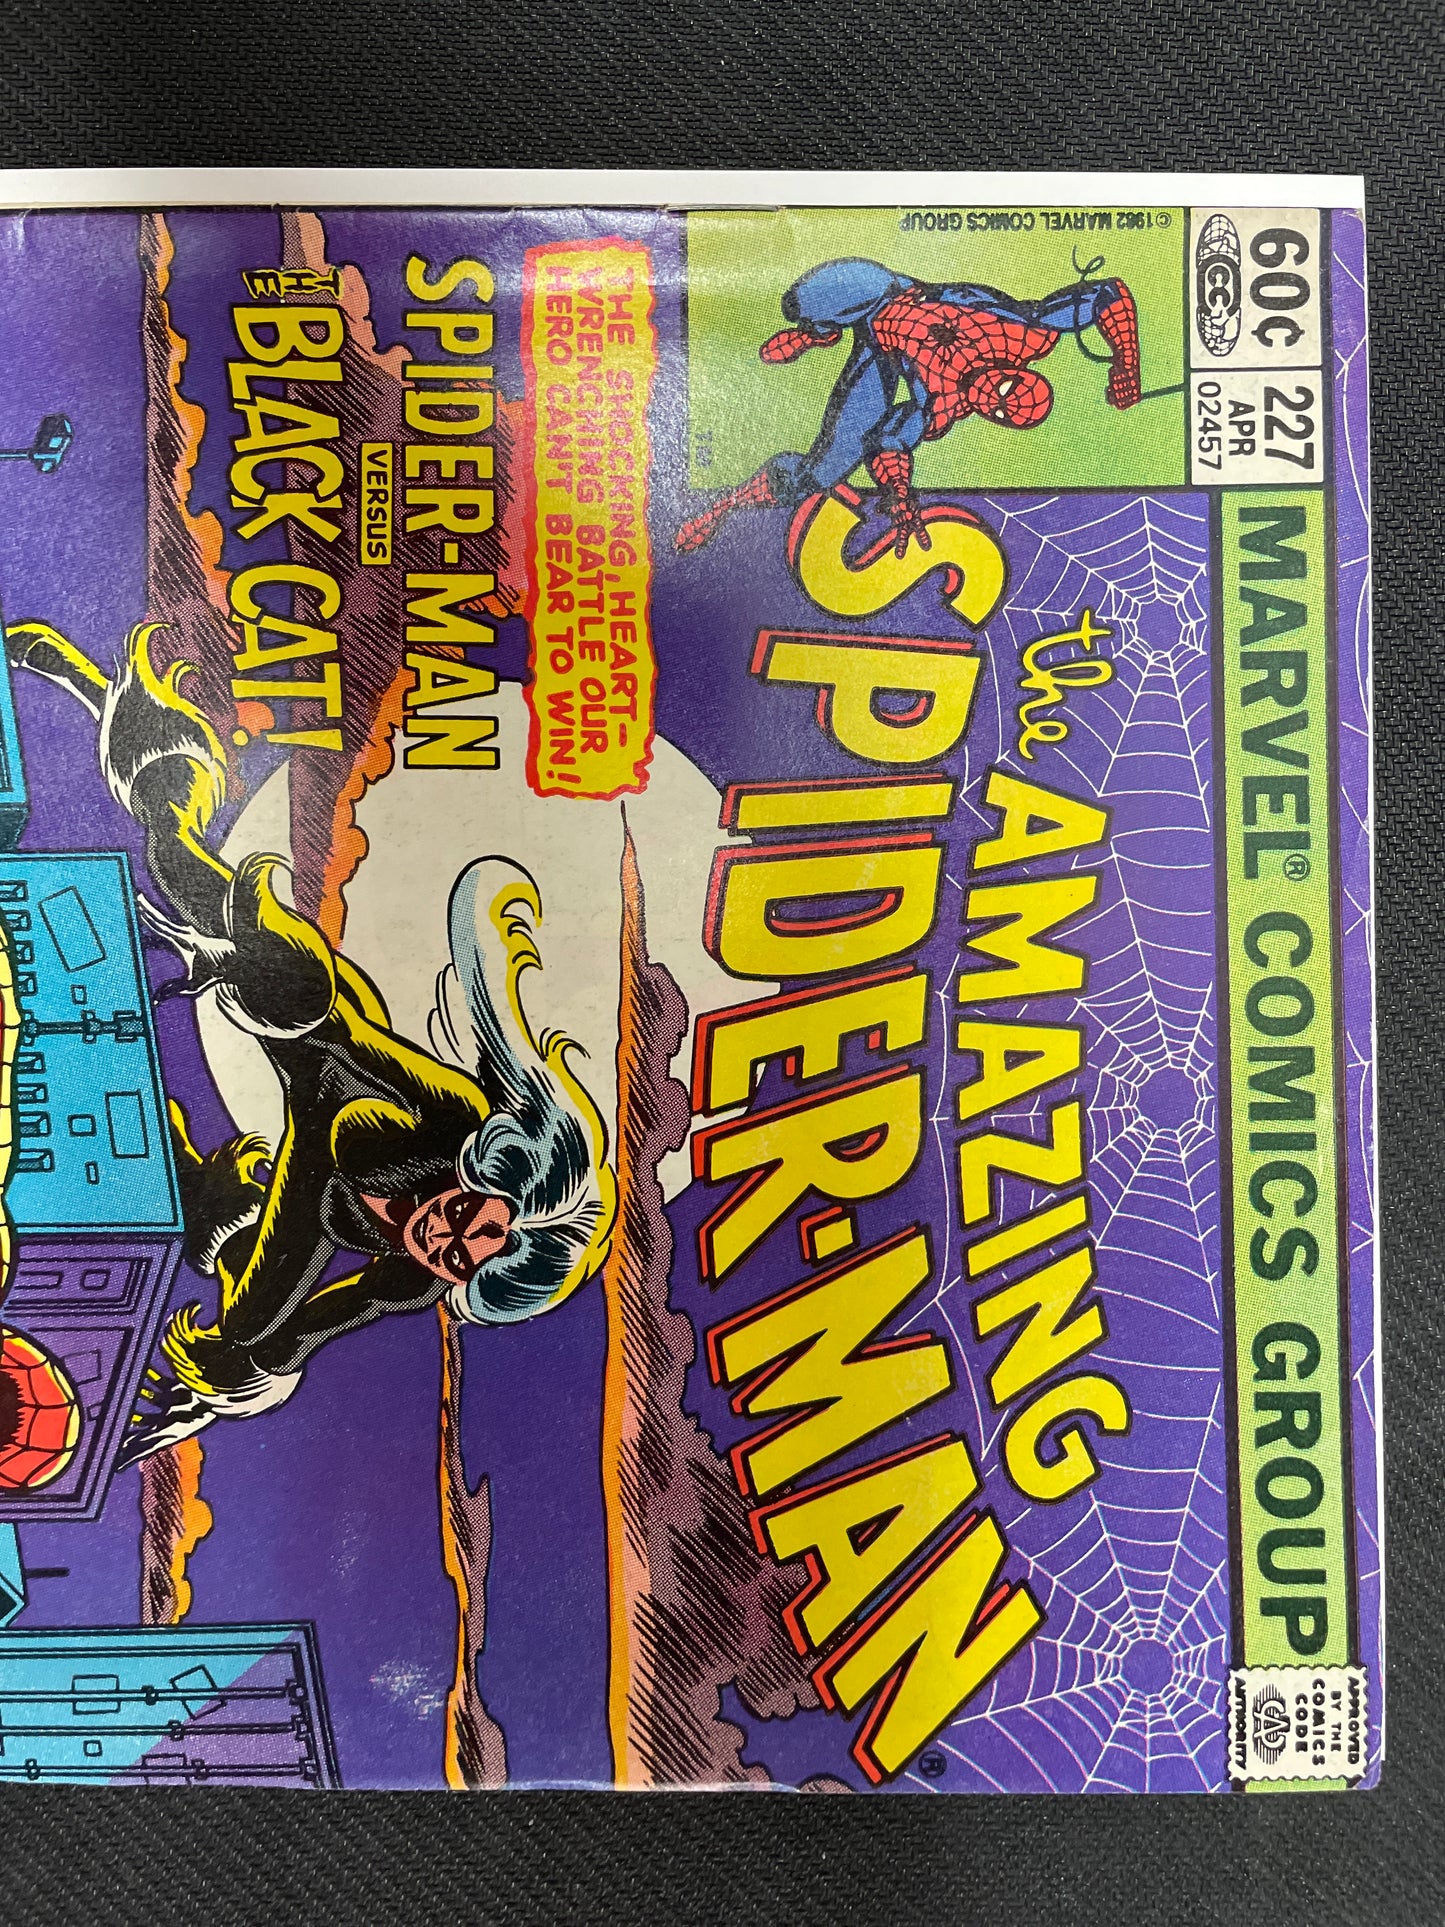 MARVEL® COMICS GROUP
APPROVED
BY THE
COMICS
CODE
CA
AUTHORITY
60¢
CC
227
APR
02457
© 1982 MARVEL COMICS GROUP
the AMAZING
SPIDER-MAN®
THE SHOCKING, HEART-
WRENCHING BATTLE OUR
HERO CAN'T BEAR TO WIN!
SPIDER-MAN
VERSUS
THE
BLACK CAT!